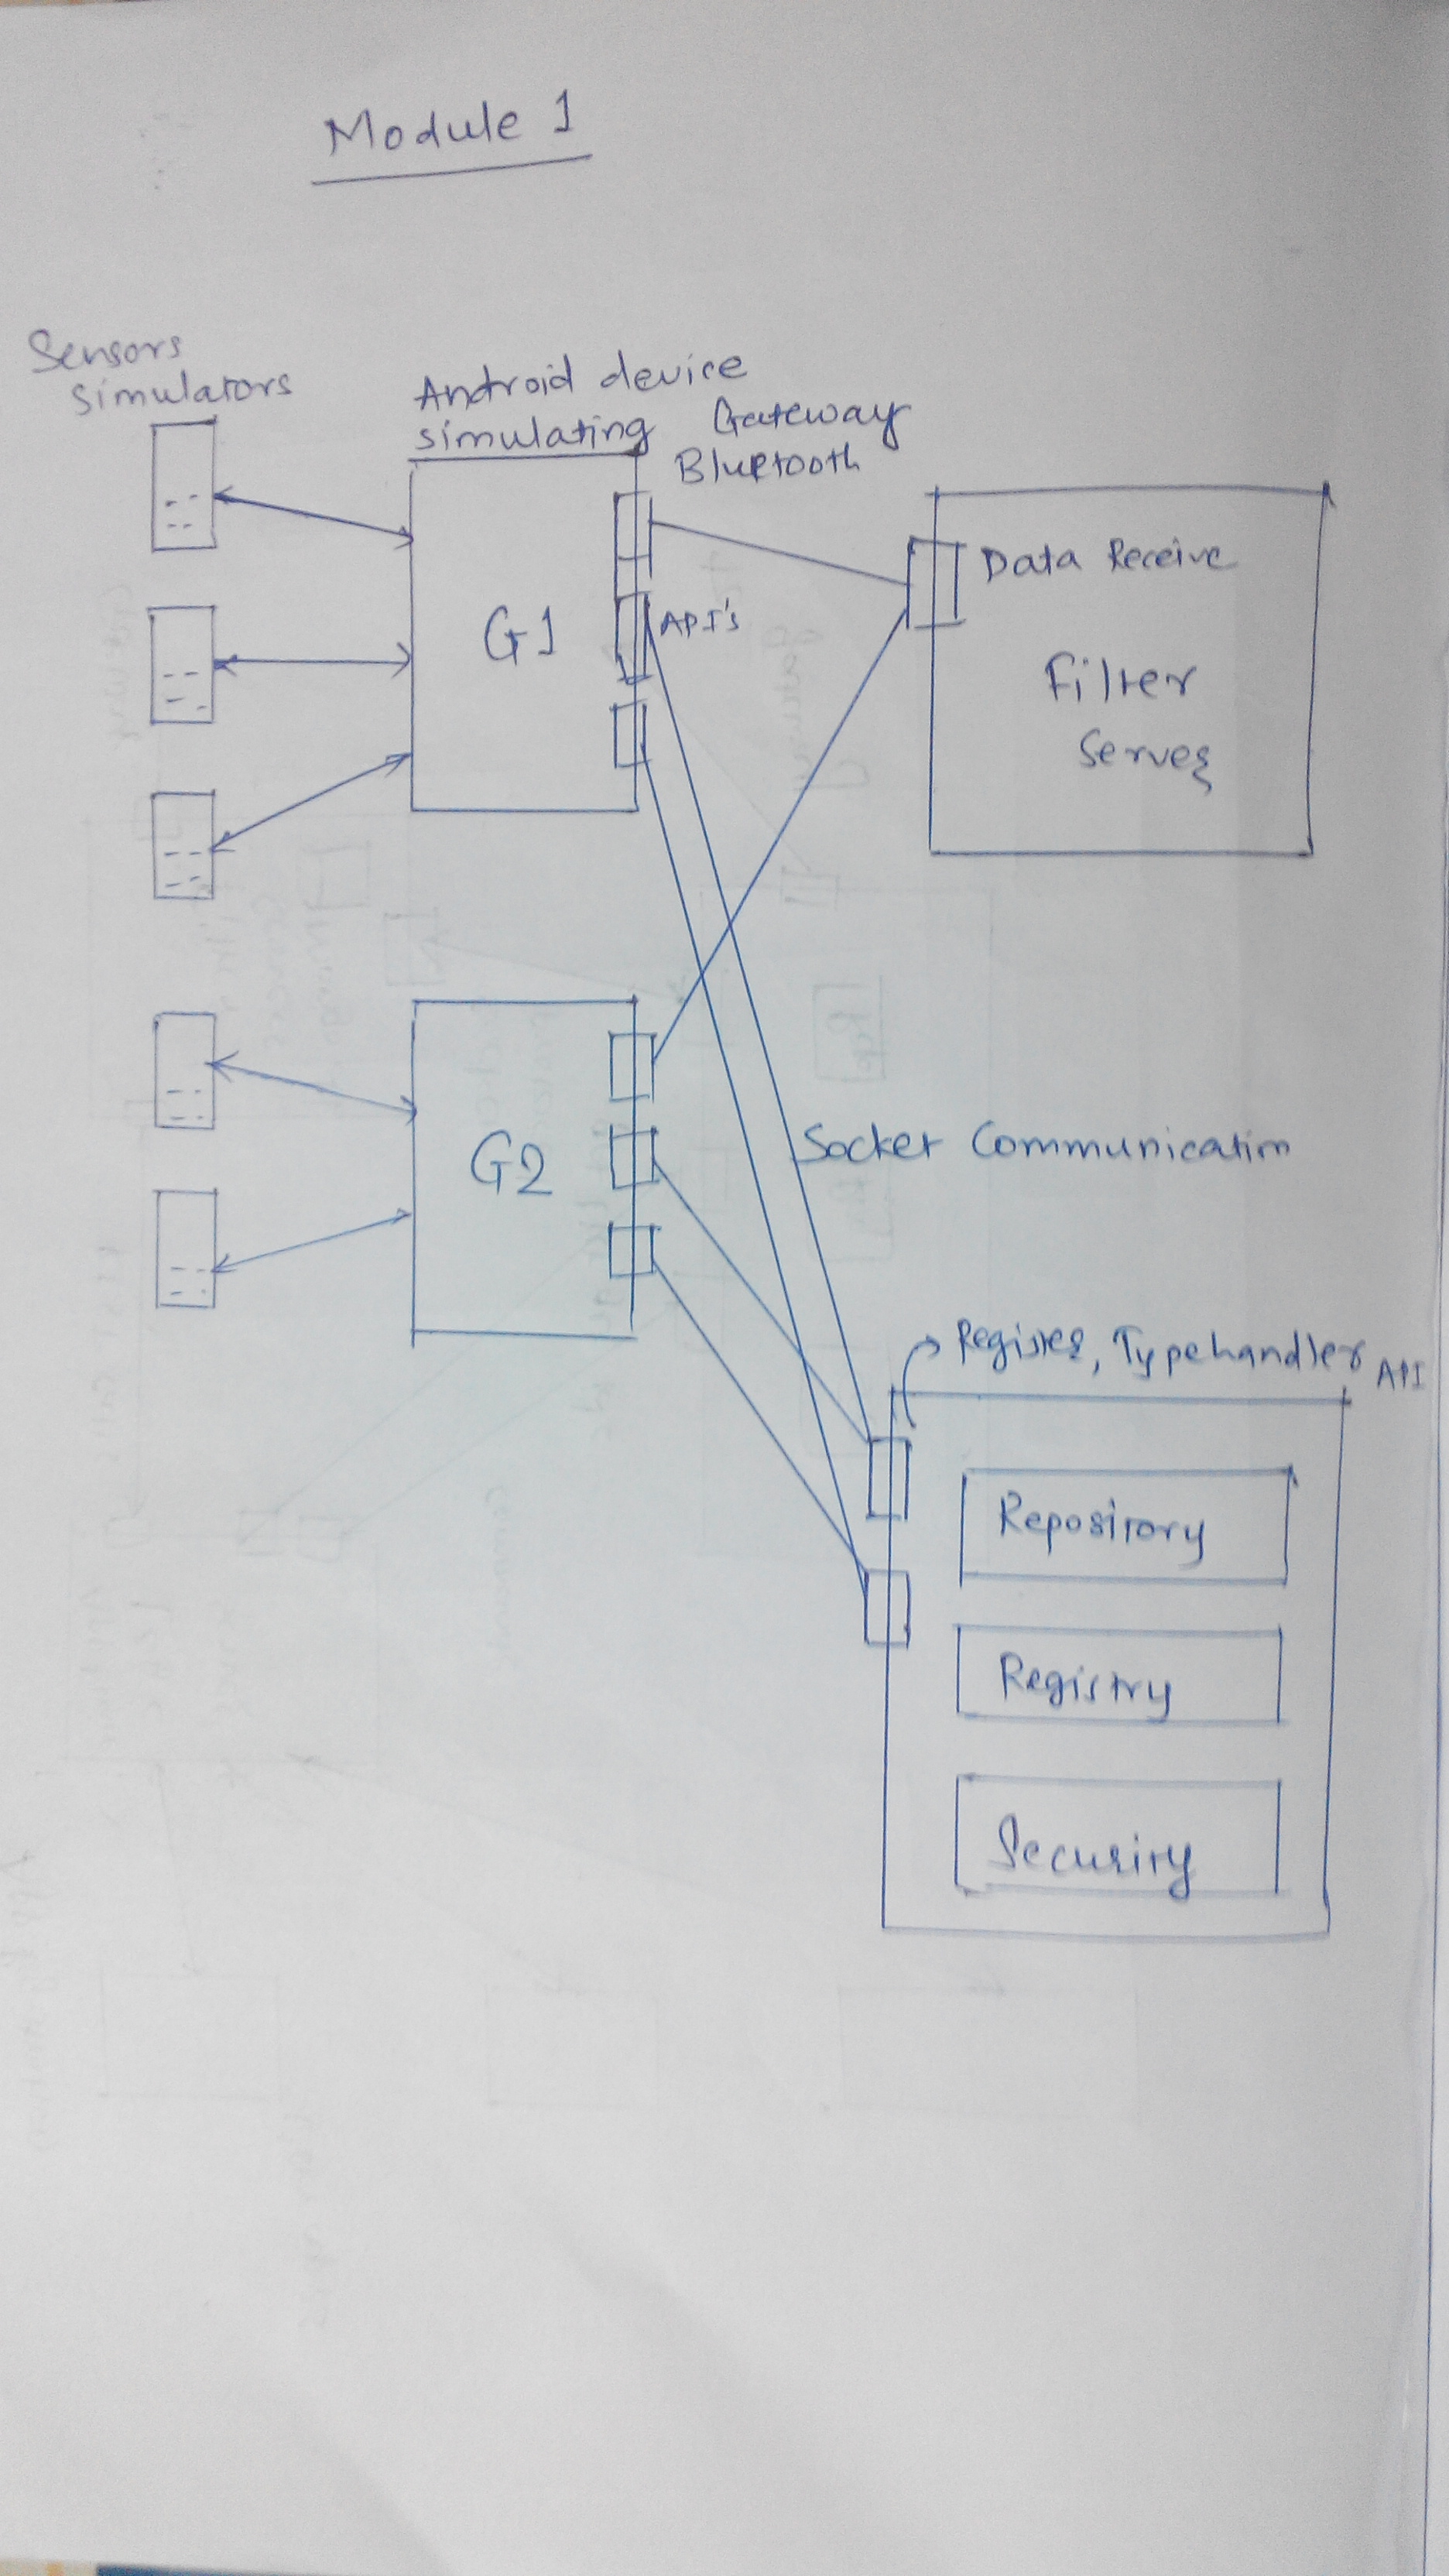 Module 1
Sensors
Simulators
Android device
simulating Gateway
Bluetooth
G1
API's
Data Receive
Filter
Server
G2
Socket Communication
Register, Typehandler API
Repository
Registry
Security